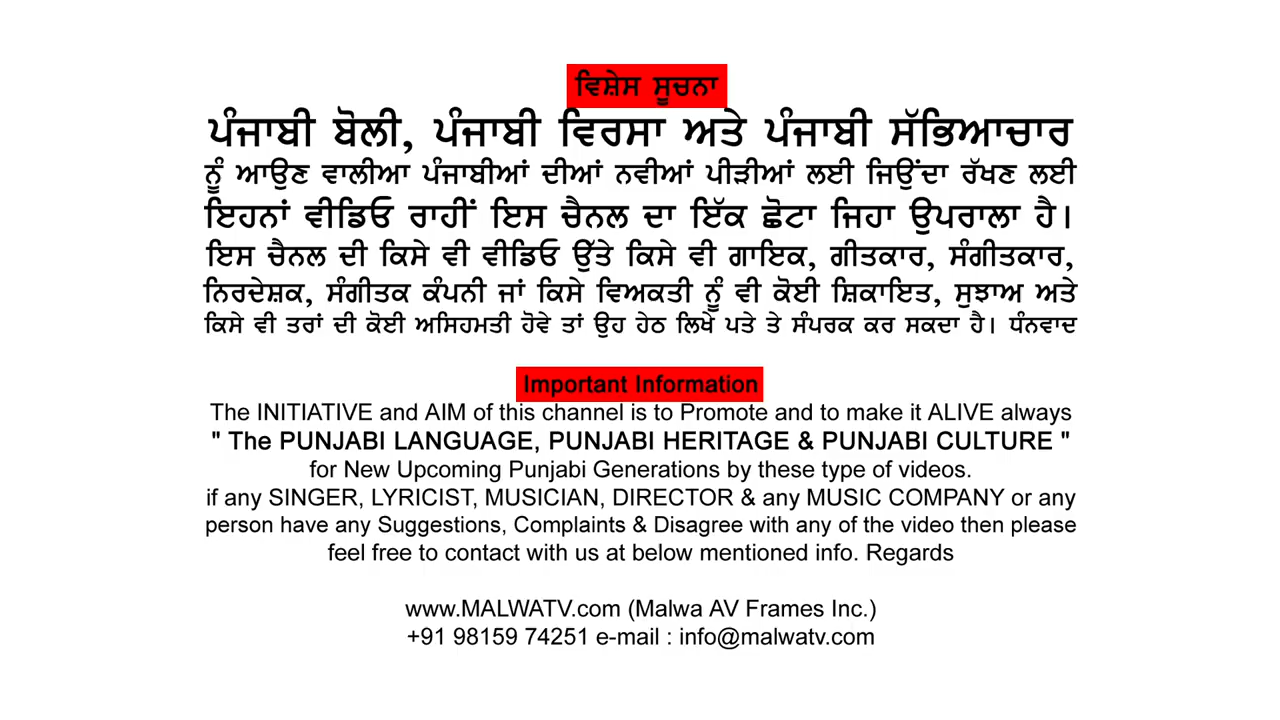 ਵਿਸ਼ੇਸ ਸੂਚਨਾ
ਪੰਜਾਬੀ ਬੋਲੀ, ਪੰਜਾਬੀ ਵਿਰਸਾ ਅਤੇ ਪੰਜਾਬੀ ਸੱਭਿਆਚਾਰ
ਨੂੰ ਆਉਣ ਵਾਲੀਆ ਪੰਜਾਬੀਆਂ ਦੀਆਂ ਨਵੀਆਂ ਪੀੜੀਆਂ ਲਈ ਜਿਉਂਦਾ ਰੱਖਣ ਲਈ
ਇਹਨਾਂ ਵੀਡਿਓ ਰਾਹੀਂ ਇਸ ਚੈਨਲ ਦਾ ਇੱਕ ਛੋਟਾ ਜਿਹਾ ਉਪਰਾਲਾ ਹੈ।
ਇਸ ਚੈਨਲ ਦੀ ਕਿਸੇ ਵੀ ਵੀਡਿਓ ਉੱਤੇ ਕਿਸੇ ਵੀ ਗਾਇਕ, ਗੀਤਕਾਰ, ਸੰਗੀਤਕਾਰ,
ਨਿਰਦੇਸ਼ਕ, ਸੰਗੀਤਕ ਕੰਪਨੀ ਜਾਂ ਕਿਸੇ ਵਿਅਕਤੀ ਨੂੰ ਵੀ ਕੋਈ ਸ਼ਿਕਾਇਤ, ਸੁਝਾਅ ਅਤੇ
ਕਿਸੇ ਵੀ ਤਰਾਂ ਦੀ ਕੋਈ ਅਸਿਹਮਤੀ ਹੋਵੇ ਤਾਂ ਉਹ ਹੇਠ ਲਿਖੇ ਪਤੇ ਤੇ ਸੰਪਰਕ ਕਰ ਸਕਦਾ ਹੈ। ਧੰਨਵਾਦ
Important Information
The INITIATIVE and AIM of this channel is to Promote and to make it ALIVE always
" The PUNJABI LANGUAGE, PUNJABI HERITAGE & PUNJABI CULTURE "
for New Upcoming Punjabi Generations by these type of videos.
if any SINGER, LYRICIST, MUSICIAN, DIRECTOR & any MUSIC COMPANY or any
person have any Suggestions, Complaints & Disagree with any of the video then please
feel free to contact with us at below mentioned info. Regards
www.MALWATV.com (Malwa AV Frames Inc.)
+91 98159 74251 e-mail : info@malwatv.com